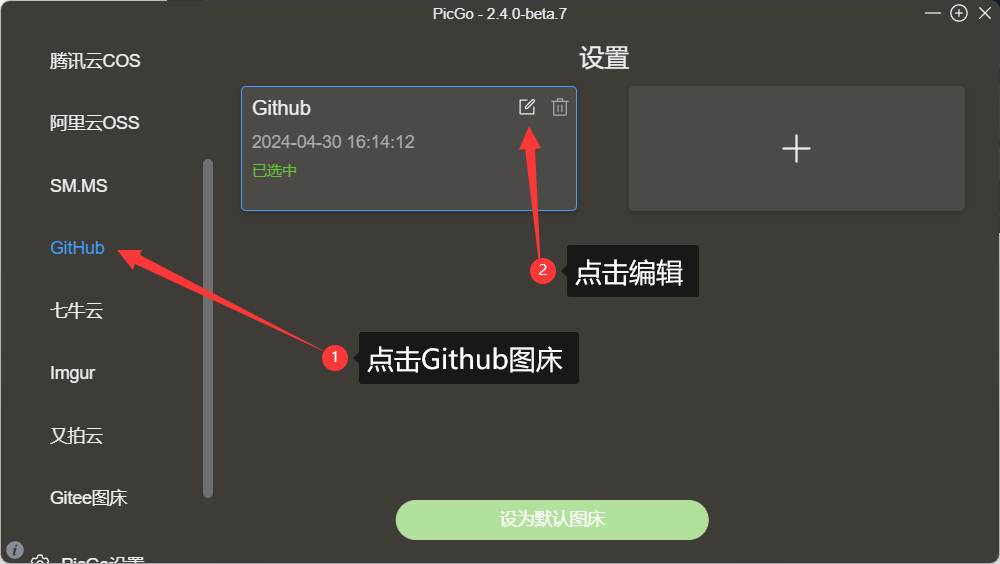 PicGo - 2.4.0-beta.7
腾讯云COS
阿里云OSS
SM.MS
GitHub
七牛云
Imgur
又拍云
Gitee图床
PicGo设置
设置
Github
2024-04-30 16:14:12
已选中
2
点击编辑
1
点击Github图床
设为默认图床